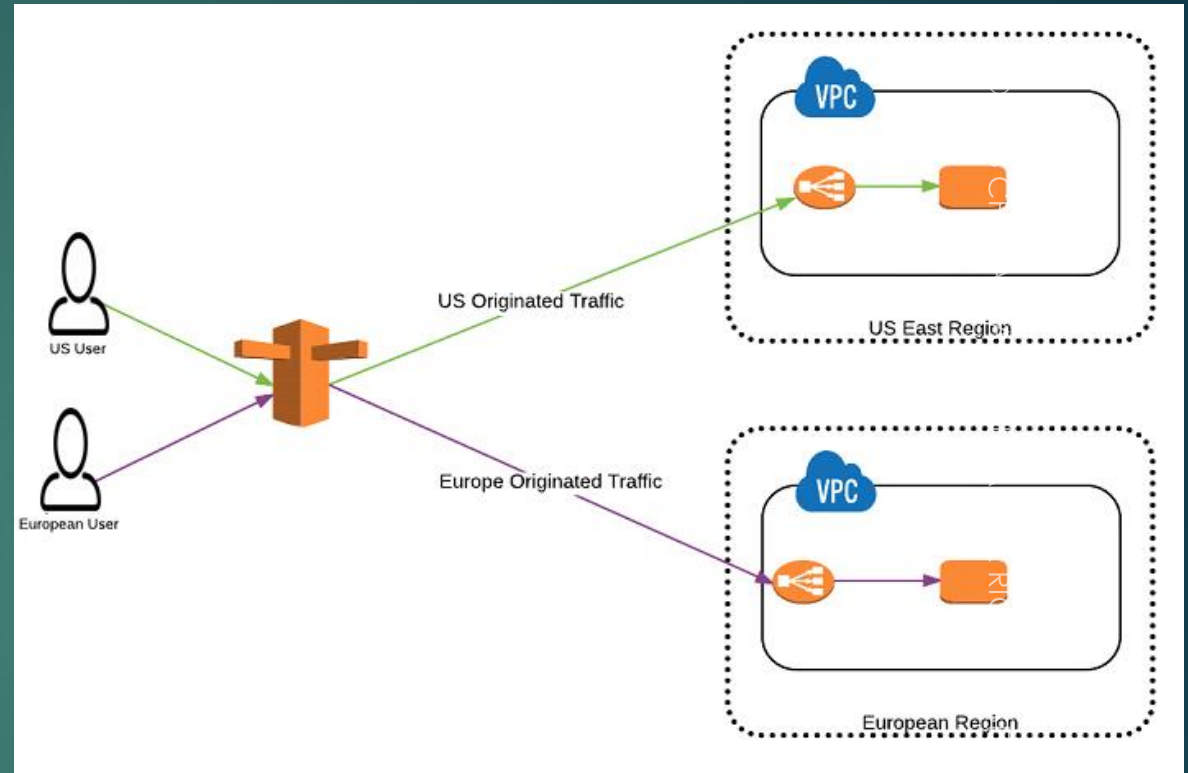 VPC
US Originated Traffic
US East Region
US User
European User
Europe Originated Traffic
VPC
European Region